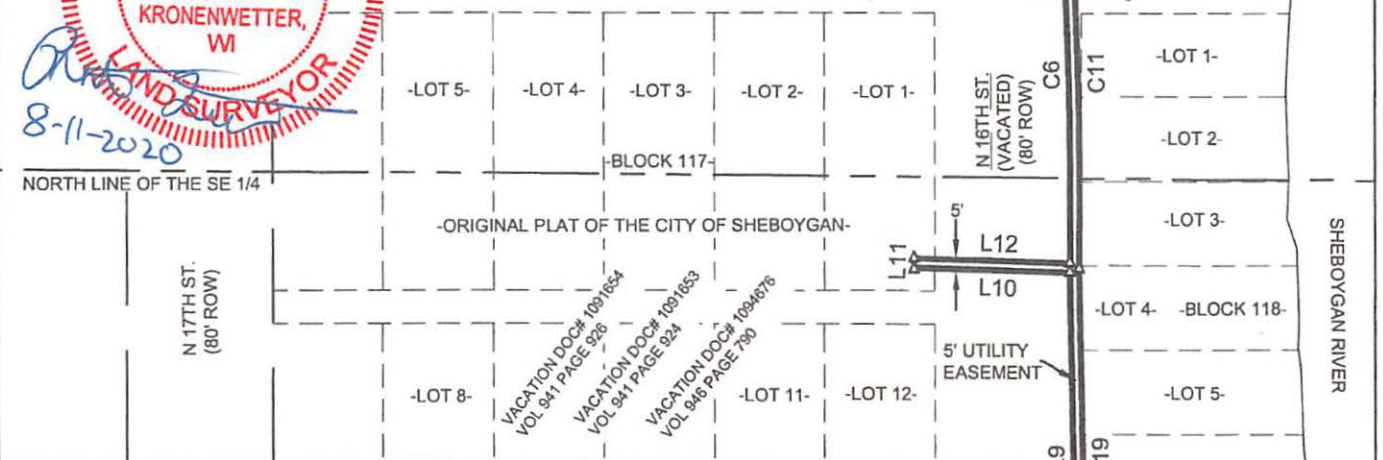 KRONENWETTER,
WI
LAND SURVEYOR
8-11-2020
NORTH LINE OF THE SE 1/4
-LOT 5-
-LOT 4-
-LOT 3-
-LOT 2-
-LOT 1-
-BLOCK 117-
-ORIGINAL PLAT OF THE CITY OF SHEBOYGAN-
N 17TH ST.
(80' ROW)
VACATION DOC# 1091654
VOL 941 PAGE 926
VACATION DOC# 1091653
VOL 941 PAGE 924
VACATION DOC# 1094676
VOL 946 PAGE 790
-LOT 8-
-LOT 11-
-LOT 12-
N 16TH ST.
(VACATED)
(80' ROW)
C6
C11
5'
L11
L12
L10
5' UTILITY
EASEMENT
-LOT 1-
-LOT 2-
-LOT 3-
-LOT 4-
-BLOCK 118-
-LOT 5-
SHEBOYGAN RIVER